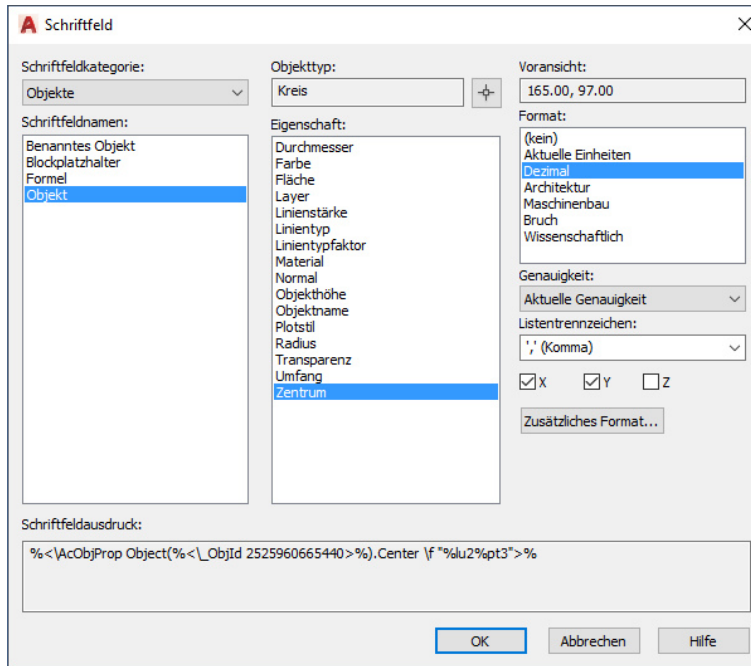 Schriftfeld
Schriftfeldkategorie:
Objekte
Schriftfeldnamen:
Benanntes Objekt
Blockplatzhalter
Formel
Objekt
Objekttyp:
Kreis
Eigenschaft:
Durchmesser
Farbe
Fläche
Layer
Linienstärke
Linientyp
Linientypfaktor
Material
Normal
Objekthöhe
Objektname
Plotstil
Radius
Transparenz
Umfang
Zentrum
Voransicht:
165.00, 97.00
Format:
(kein)
Aktuelle Einheiten
Dezimal
Architektur
Maschinenbau
Bruch
Wissenschaftlich
Genauigkeit:
Aktuelle Genauigkeit
Listentrennzeichen:
',' (Komma)
X Y Z
Zusätzliches Format...
Schriftfeldausdruck:
%<\AcObjProp Object(%<\_ObjId 2525960665440>%).Center \f "%lu2%pt3">%
OK Abbrechen Hilfe